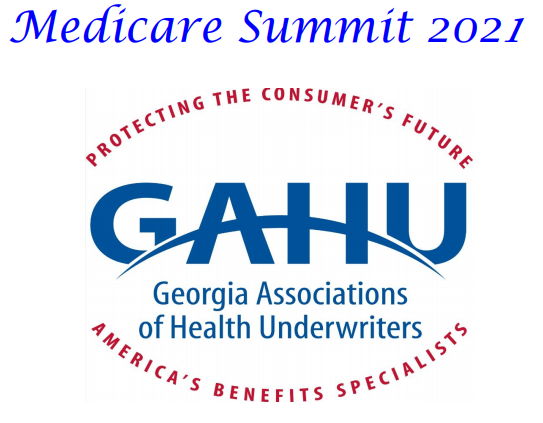 Medicare Summit 2021
PROTECTING THE CONSUMER'S FUTURE
GAHU
Georgia Associations
of Health Underwriters
AMERICA'S BENEFITS SPECIALISTS